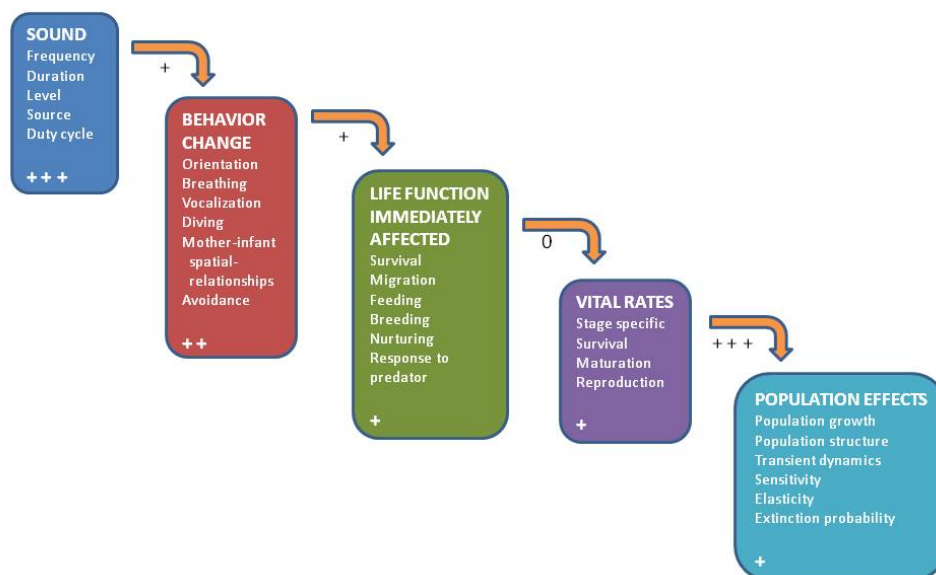 SOUND
Frequency
Duration
Level
Source
Duty cycle
+++
+
BEHAVIOR
CHANGE
Orientation
Breathing
Vocalization
Diving
Mother-infant
spatial-
relationships
Avoidance
++
+
LIFE FUNCTION
IMMEDIATELY
AFFECTED
Survival
Migration
Feeding
Breeding
Nurturing
Response to
predator
+
0
VITAL RATES
Stage specific
Survival
Maturation
Reproduction
+
+++
POPULATION EFFECTS
Population growth
Population structure
Transient dynamics
Sensitivity
Elasticity
Extinction probability
+